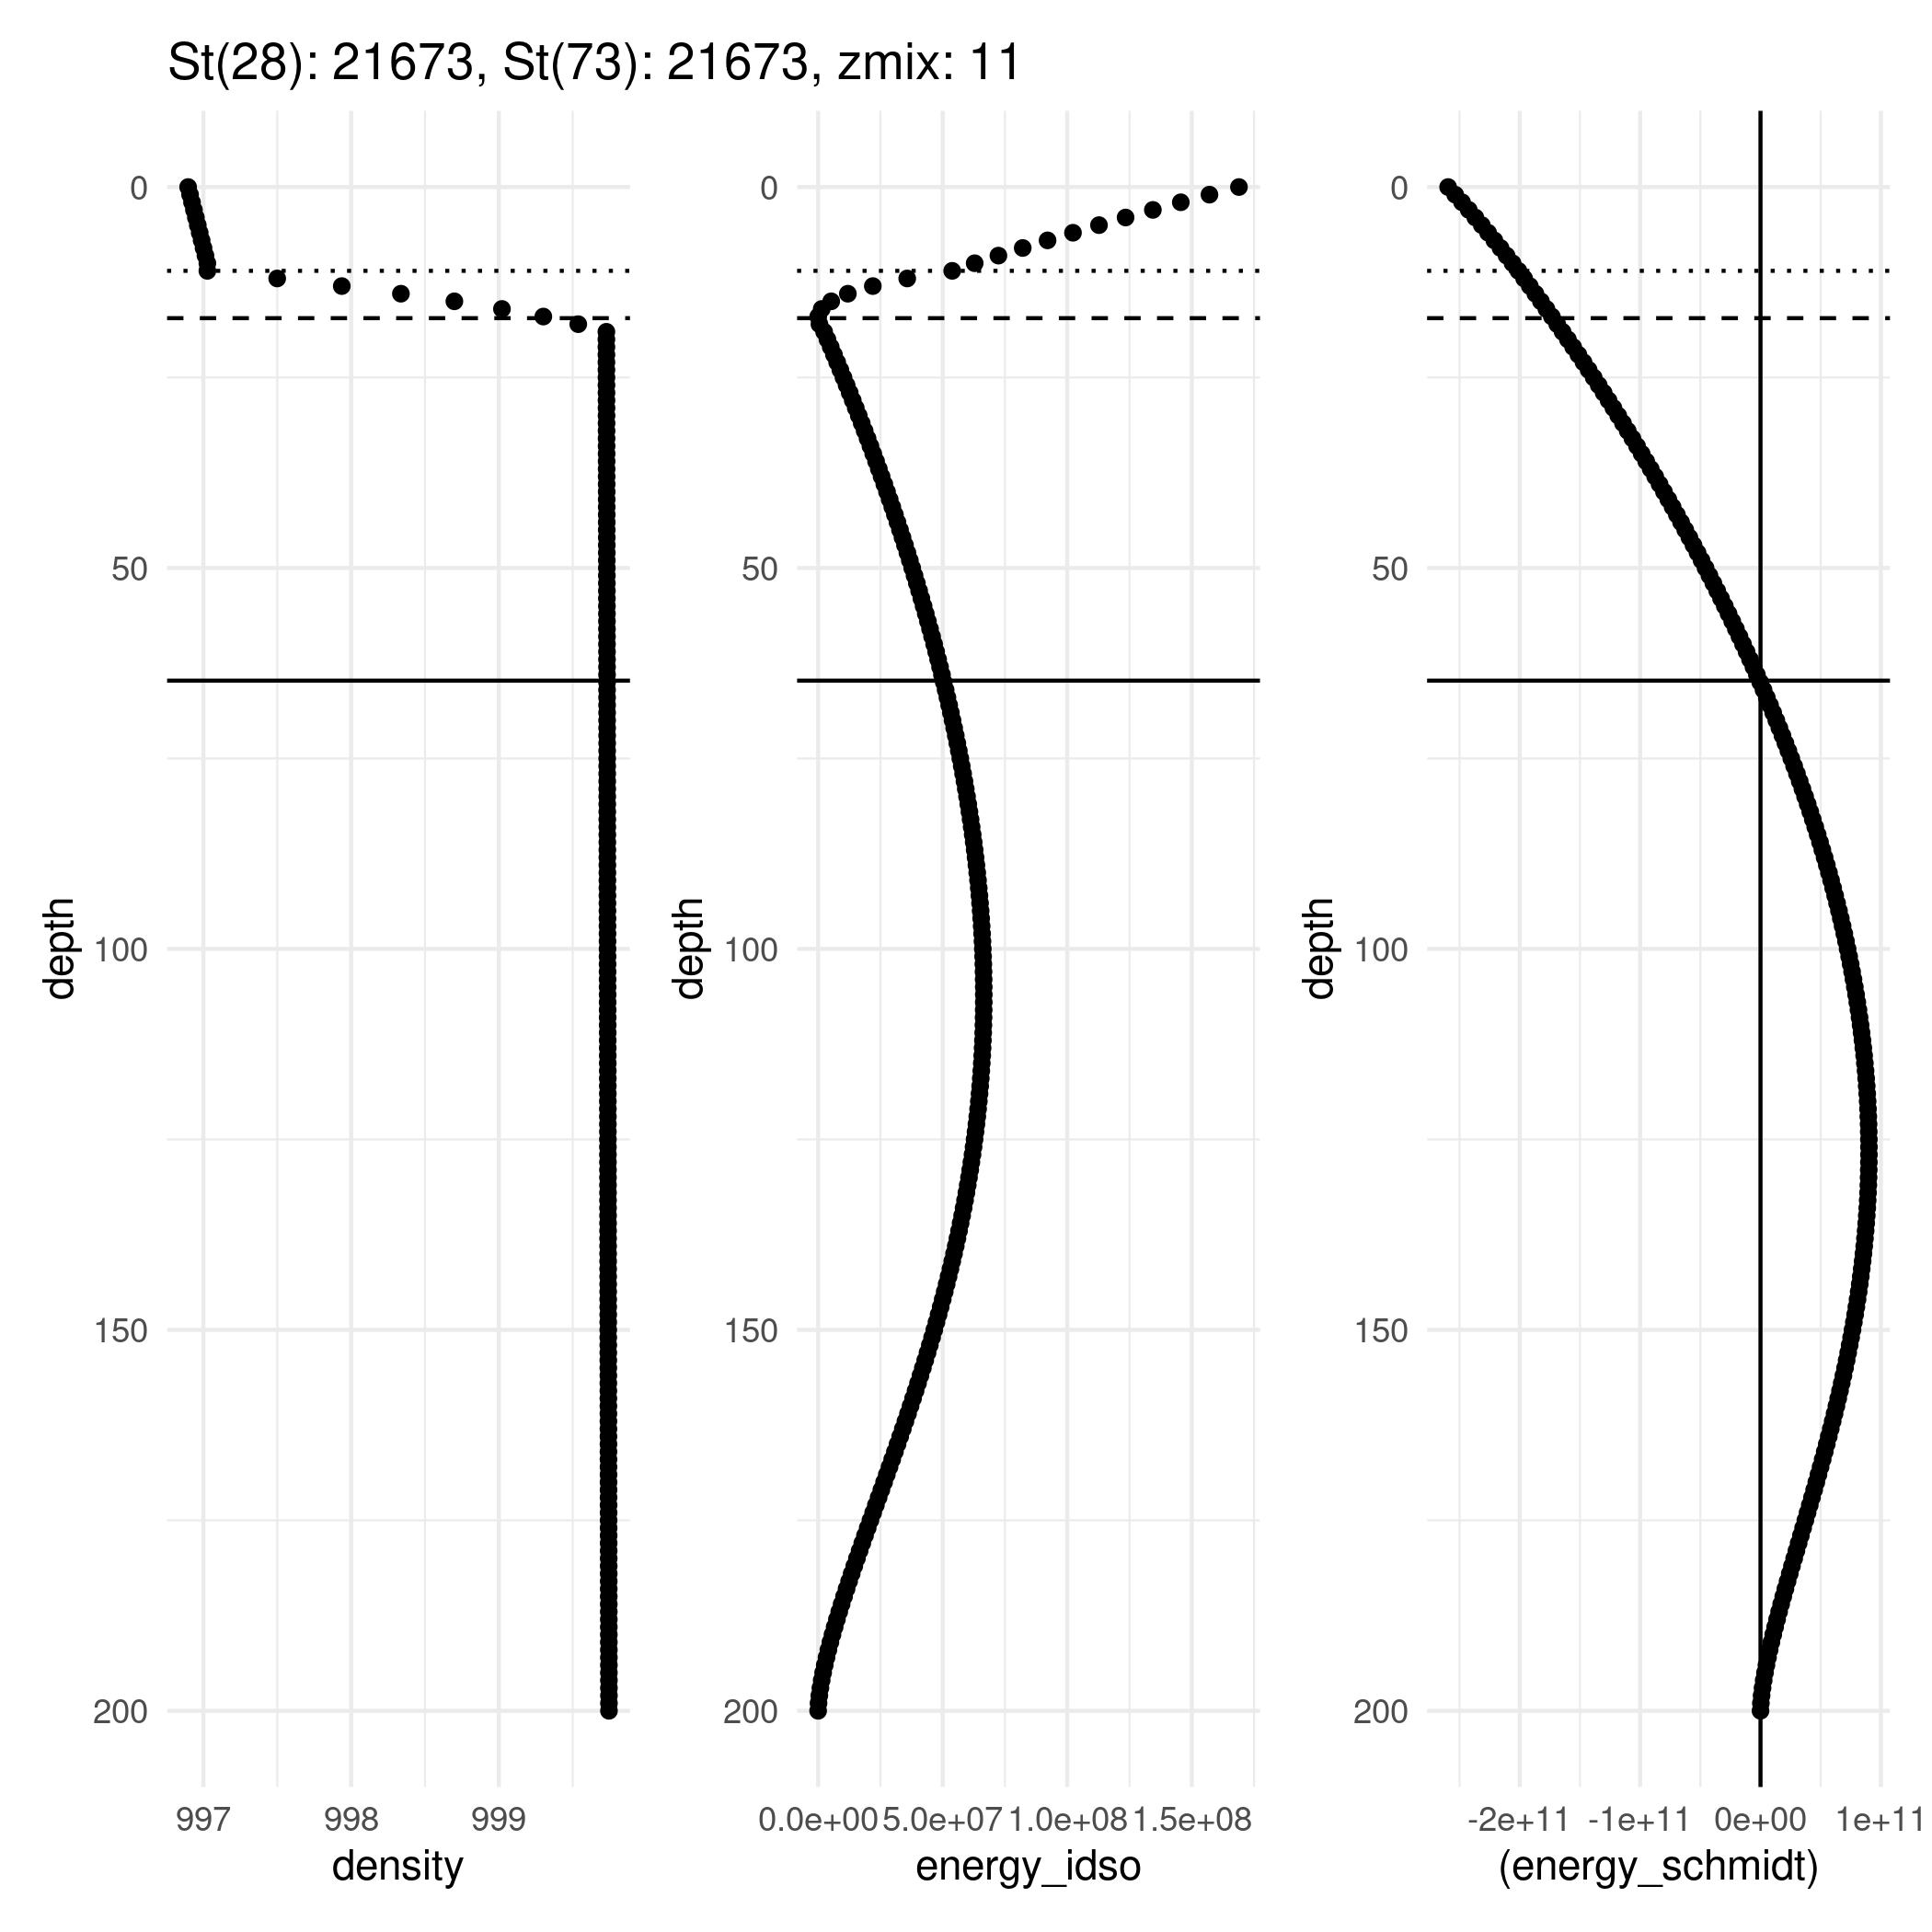 St(28): 21673, St(73): 21673, zmix: 11
depth
0
50
100
150
200
997 998 999
density
depth
0
50
100
150
200
0.0e+00 5.0e+07 1.0e+08 1.5e+08
energy_idso
depth
0
50
100
150
200
-2e+11 -1e+11 0e+00 1e+11
(energy_schmidt)